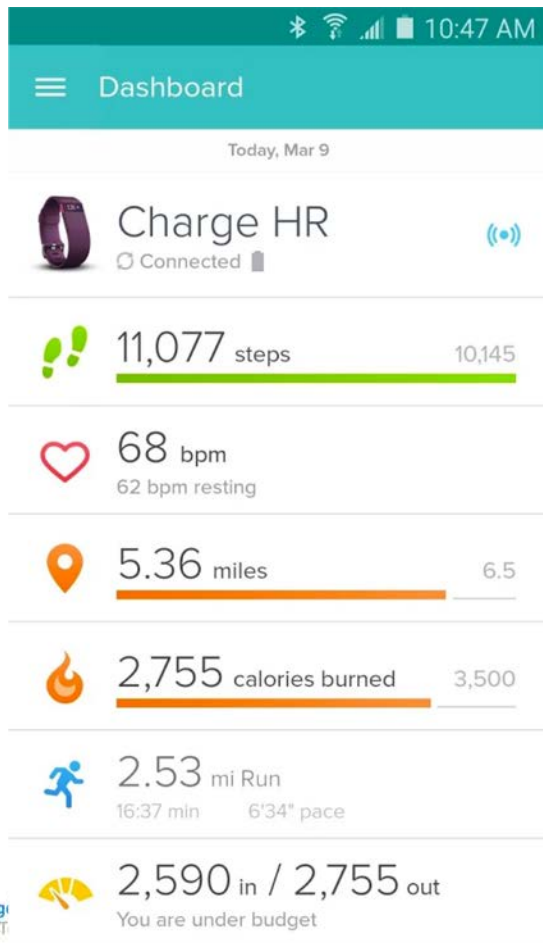 10:47 AM
Dashboard
Today, Mar 9
Charge HR
Connected
11,077 steps 10,145
68 bpm
62 bpm resting
5.36 miles 6.5
2,755 calories burned 3,500
2.53 mi Run
16:37 min 6'34" pace
2,590 in / 2,755 out
You are under budget